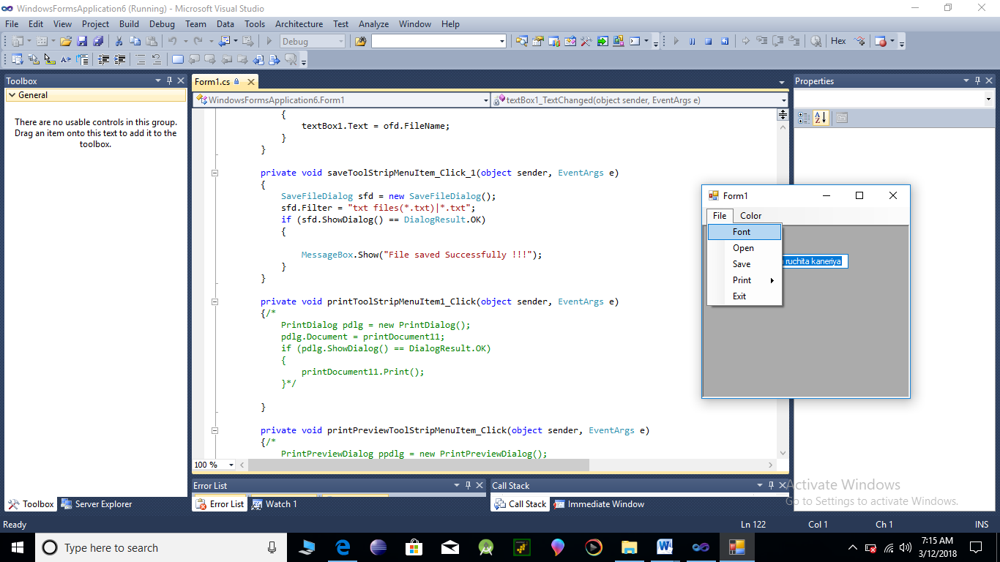 WindowsFormsApplication6 (Running) - Microsoft Visual Studio
File Edit View Project Build Debug Team Data Tools Architecture Test Analyze Window Help
Debug
Hex
Toolbox
General
There are no usable controls in this group.
Drag an item onto this text to add it to the
toolbox.
Toolbox Server Explorer
Form1.cs
WindowsFormsApplication6.Form1
textBox1_TextChanged(object sender, EventArgs e)
{
textBox1.Text = ofd.FileName;
}
}
private void saveToolStripMenuItem_Click_1(object sender, EventArgs e)
{
SaveFileDialog sfd = new SaveFileDialog();
sfd.Filter = "txt files(*.txt)|*.txt";
if (sfd.ShowDialog() == DialogResult.OK)
{
MessageBox.Show("File saved Successfully !!!");
}
}
private void printToolStripMenuItem1_Click(object sender, EventArgs e)
{/*
PrintDialog pdlg = new PrintDialog();
pdlg.Document = printDocument11;
if (pdlg.ShowDialog() == DialogResult.OK)
{
printDocument11.Print();
}*/
}
private void printPreviewToolStripMenuItem_Click(object sender, EventArgs e)
{/*
PrintPreviewDialog ppdlg = new PrintPreviewDialog();
100 %
Error List
Error List Watch 1
Call Stack
Call Stack Immediate Window
Properties
Form1
File Color
Font
Open
Save
Print
Exit
ruchita kaneriya
Activate Windows
Go to Settings to activate Windows.
Ready
Ln 122 Col 1 Ch 1 INS
Type here to search
7:15 AM
3/12/2018